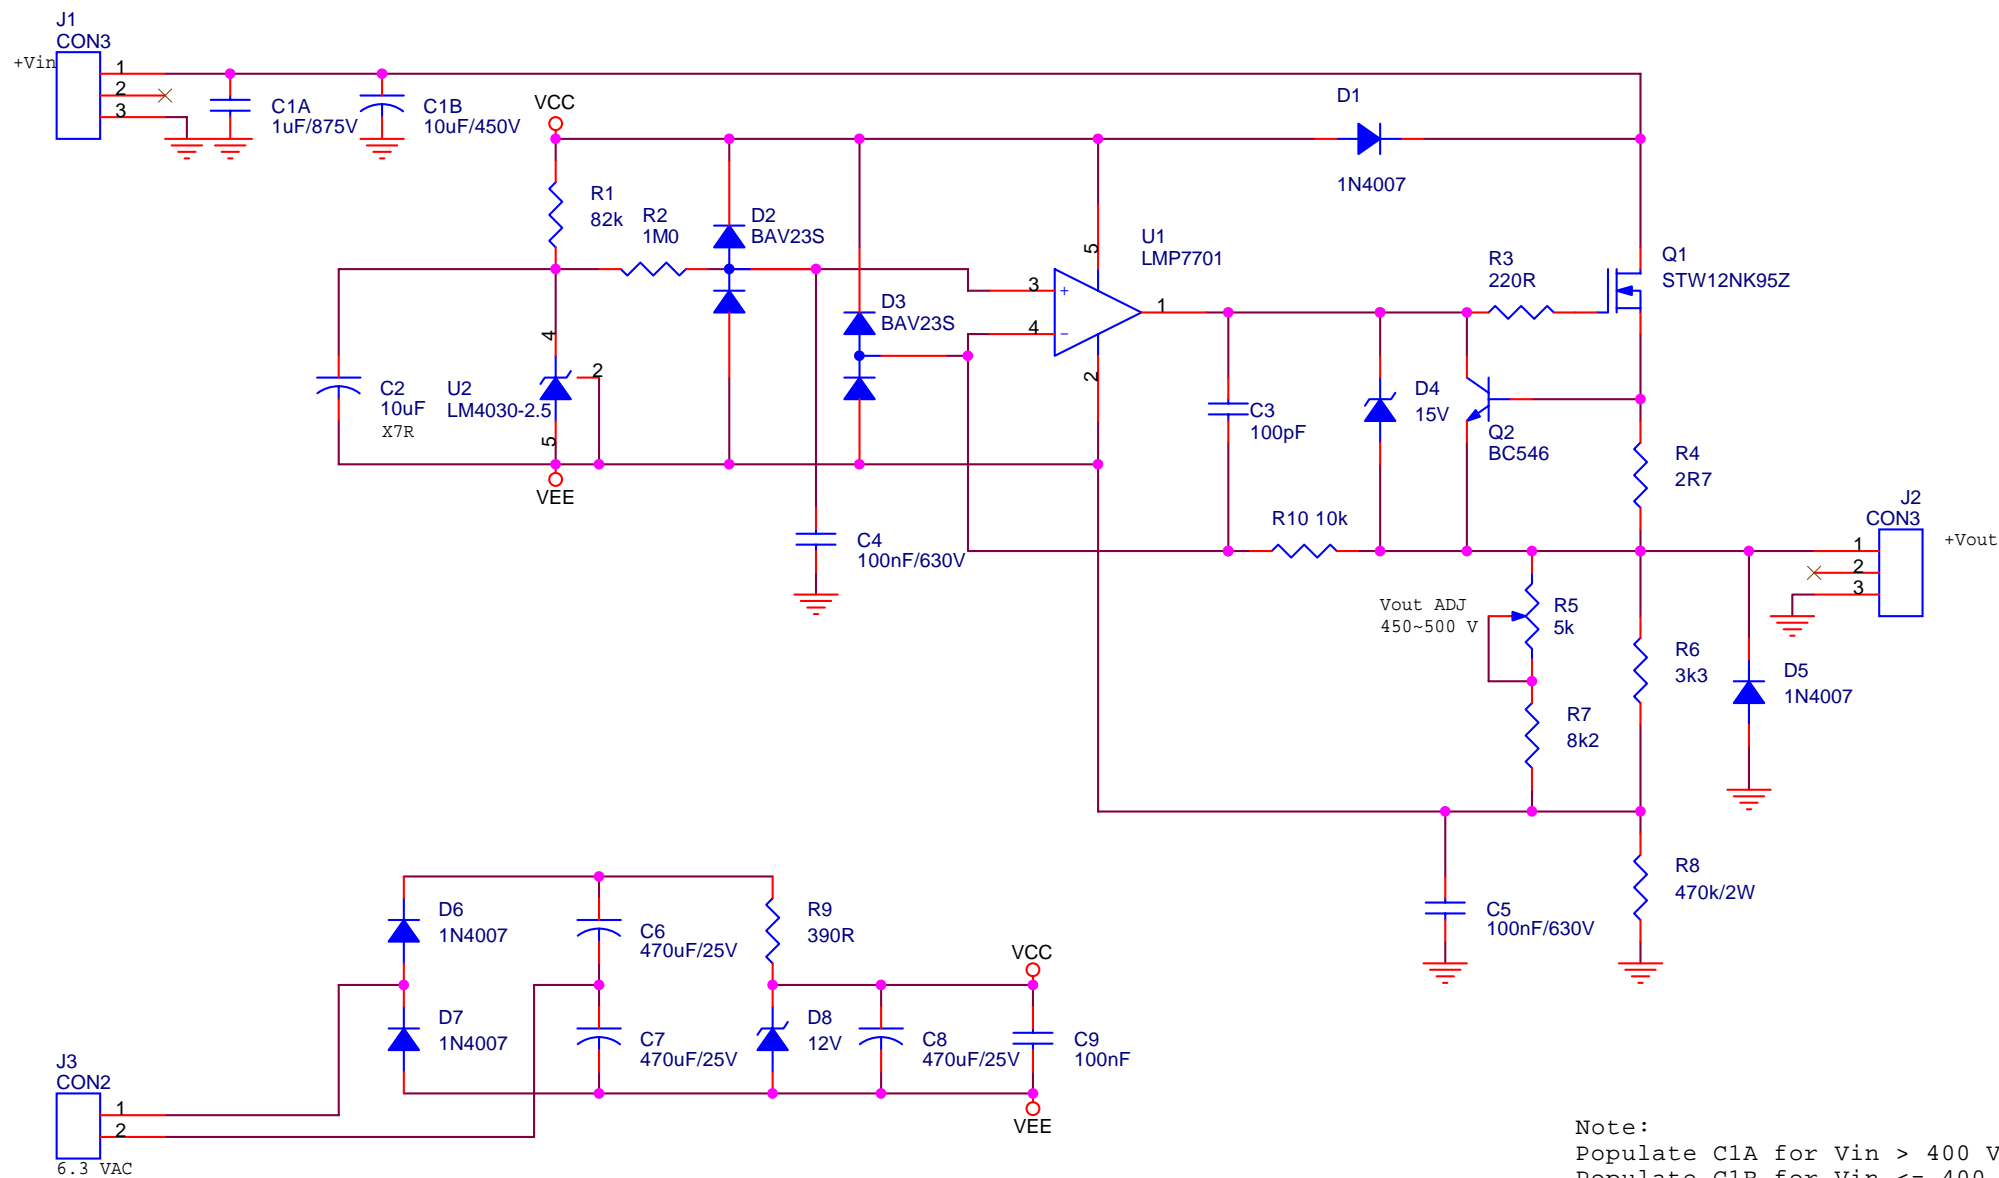 J1
CON3
+Vin
1
2
3
C1A
1uF/875V
C1B
10uF/450V
VCC
R1
82k
R2
1M0
D2
BAV23S
D3
BAV23S
U1
LMP7701
5
3
+
4
−
1
2
D1
1N4007
R3
220R
Q1
STW12NK95Z
C2
10uF
X7R
U2
LM4030-2.5
4
2
5
VEE
C4
100nF/630V
C3
100pF
D4
15V
Q2
BC546
R4
2R7
R10 10k
J2
CON3
+Vout
1
2
3
Vout ADJ
450~500 V
R5
5k
R6
3k3
D5
1N4007
R7
8k2
R8
470k/2W
C5
100nF/630V
D6
1N4007
D7
1N4007
C6
470uF/25V
C7
470uF/25V
R9
390R
D8
12V
C8
470uF/25V
VCC
C9
100nF
VEE
J3
CON2
1
2
6.3 VAC
Note:
Populate C1A for Vin > 400 V
Populate C1B for Vin <= 400